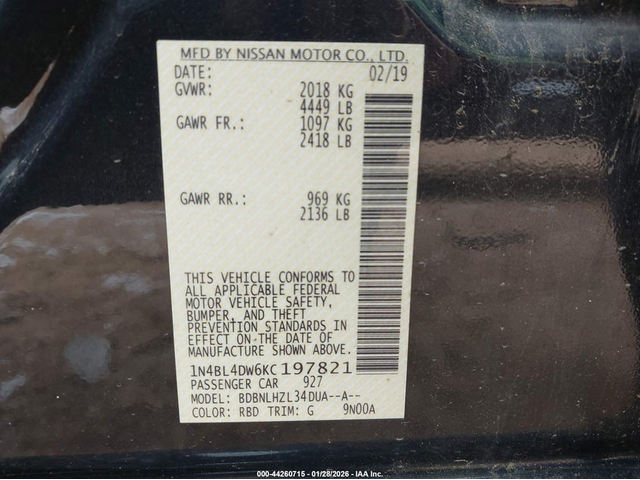 MFD BY NISSAN MOTOR CO., LTD.
DATE: 02/19
GVWR: 2018 KG
4449 LB
GAWR FR.: 1097 KG
2418 LB
GAWR RR.: 969 KG
2136 LB
THIS VEHICLE CONFORMS TO
ALL APPLICABLE FEDERAL
MOTOR VEHICLE SAFETY,
BUMPER, AND THEFT
PREVENTION STANDARDS IN
EFFECT ON THE DATE OF
MANUFACTURE SHOWN ABOVE.
1N4BL4DW6KC197821
PASSENGER CAR 927
MODEL: BDBNLHZL34DUA--A--
COLOR: RBD TRIM: G 9N00A
000-44260715 - 01/28/2026 - IAA Inc.